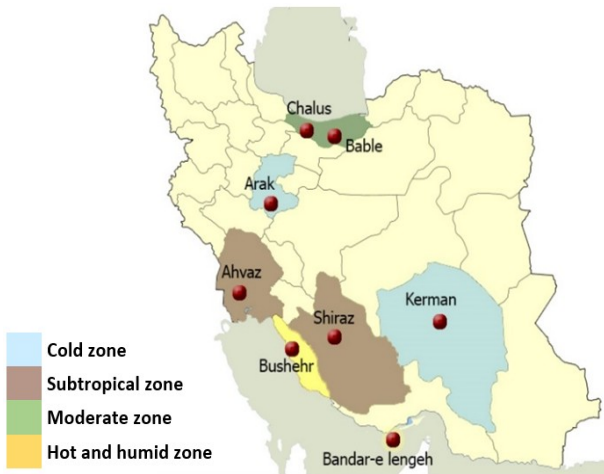 Chalus
Bable
Arak
Ahvaz
Kerman
Shiraz
Bushehr
Bandar-e lengeh
Cold zone
Subtropical zone
Moderate zone
Hot and humid zone